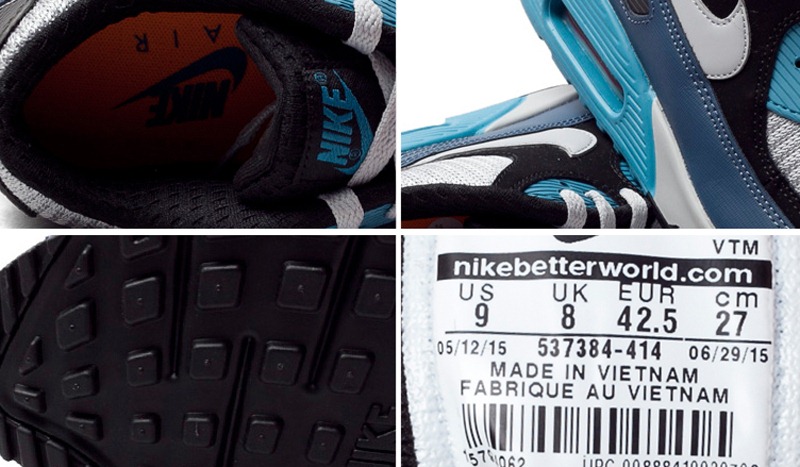 AIR
NIKE
NIKE
NIKE
VTM
nikebetterworld.com
US UK EUR cm
9 8 42.5 27
05/12/15 537384-414 06/29/15
MADE IN VIETNAM
FABRIQUE AU VIETNAM